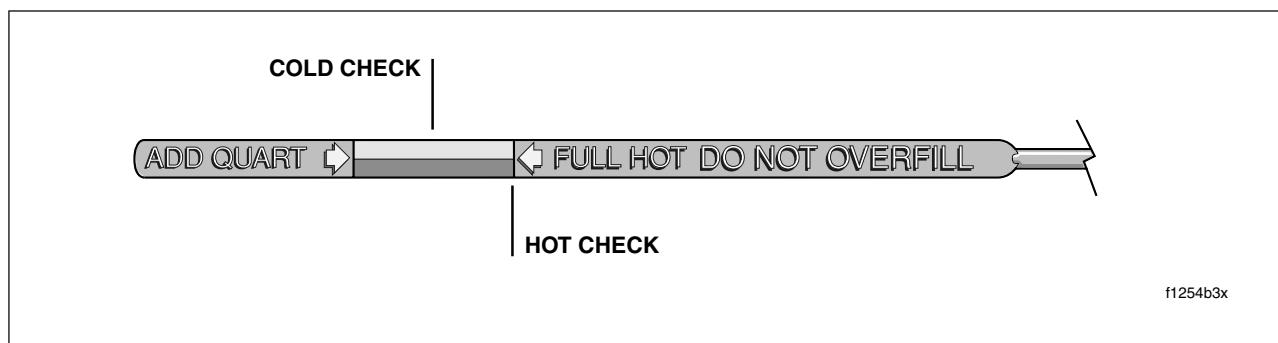 COLD CHECK
ADD QUART
FULL HOT DO NOT OVERFILL
HOT CHECK
f1254b3x